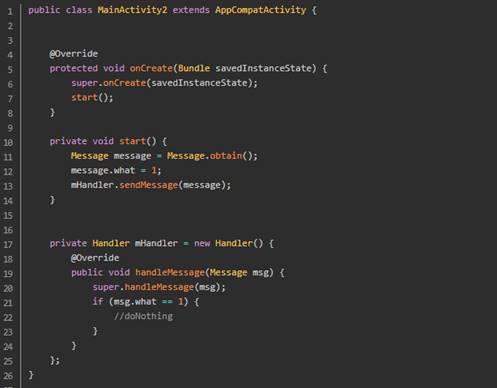 1 public class MainActivity2 extends AppCompatActivity {
2
3
4     @Override
5     protected void onCreate(Bundle savedInstanceState) {
6         super.onCreate(savedInstanceState);
7         start();
8     }
9
10     private void start() {
11         Message message = Message.obtain();
12         message.what = 1;
13         mHandler.sendMessage(message);
14     }
15
16
17     private Handler mHandler = new Handler() {
18         @Override
19         public void handleMessage(Message msg) {
20             super.handleMessage(msg);
21             if (msg.what == 1) {
22                 //doNothing
23             }
24         }
25     };
26 }